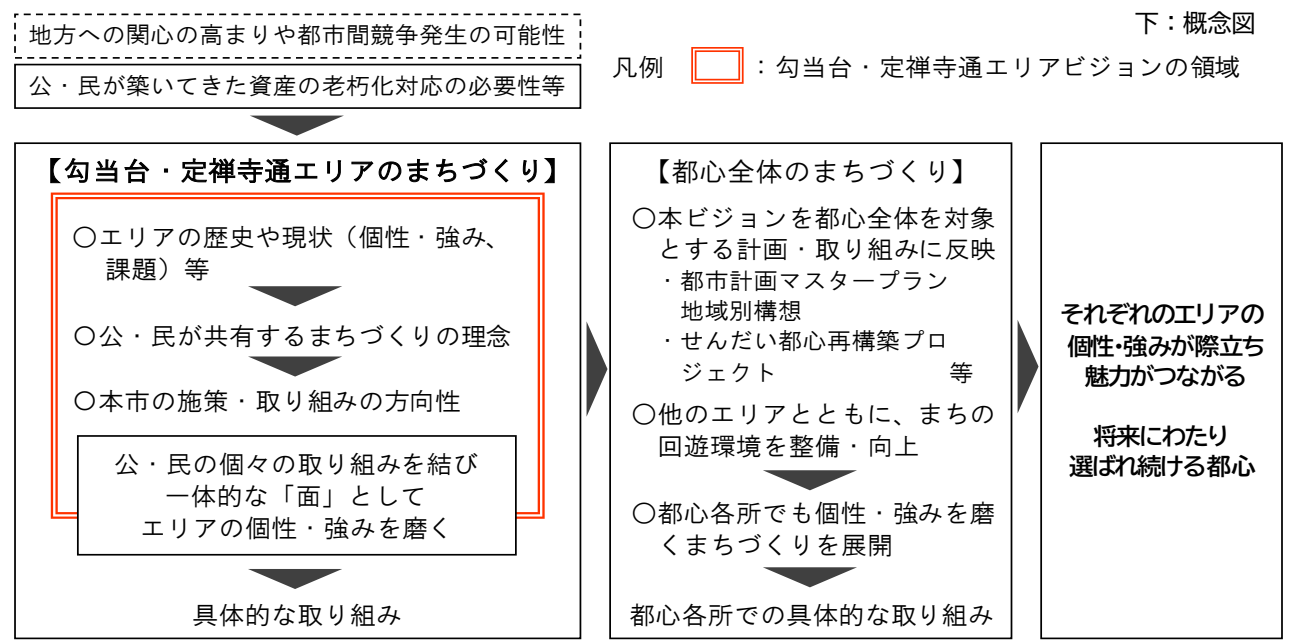 下：概念図
地方への関心の高まりや都市間競争発生の可能性
公・民が築いてきた資産の老朽化対応の必要性等
凡例
：勾当台・定禅寺通エリアビジョンの領域
【勾当台・定禅寺通エリアのまちづくり】
〇エリアの歴史や現状（個性・強み、
課題）等
〇公・民が共有するまちづくりの理念
〇本市の施策・取り組みの方向性
公・民の個々の取り組みを結び
一体的な「面」として
エリアの個性・強みを磨く
具体的な取り組み
【都心全体のまちづくり】
〇本ビジョンを都心全体を対象
とする計画・取り組みに反映
・都市計画マスタープラン
地域別構想
・せんだい都心再構築プロ
ジェクト 等
〇他のエリアとともに、まちの
回遊環境を整備・向上
〇都心各所でも個性・強みを磨
くまちづくりを展開
都心各所での具体的な取り組み
それぞれのエリアの
個性・強みが際立ち
魅力がつながる
将来にわたり
選ばれ続ける都心